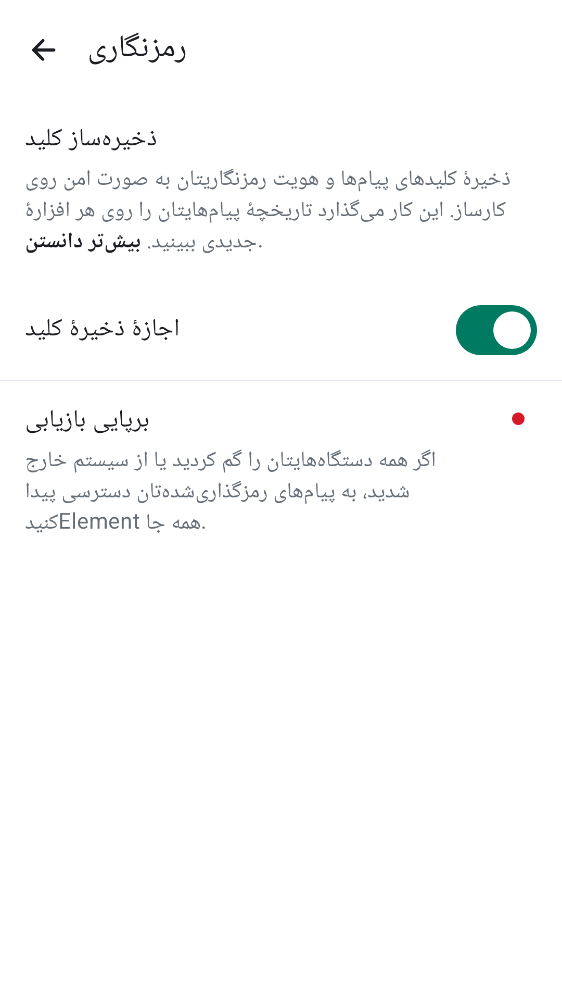 رمزنگاری
ذخیره‌ساز کلید
ذخیرهٔ کلیدهای پیام‌ها و هویت رمزنگاریتان به صورت امن روی
کارساز. این کار می‌گذارد تاریخچهٔ پیام‌هایتان را روی هر افزارهٔ
جدیدی ببینید. بیش‌تر دانستن.
اجازهٔ ذخیرهٔ کلید
برپایی بازیابی
اگر همه دستگاه‌هایتان را گم کردید یا از سیستم خارج
شدید، به پیام‌های رمزگذاری‌شده‌تان دسترسی پیدا
کنیدElement همه جا.